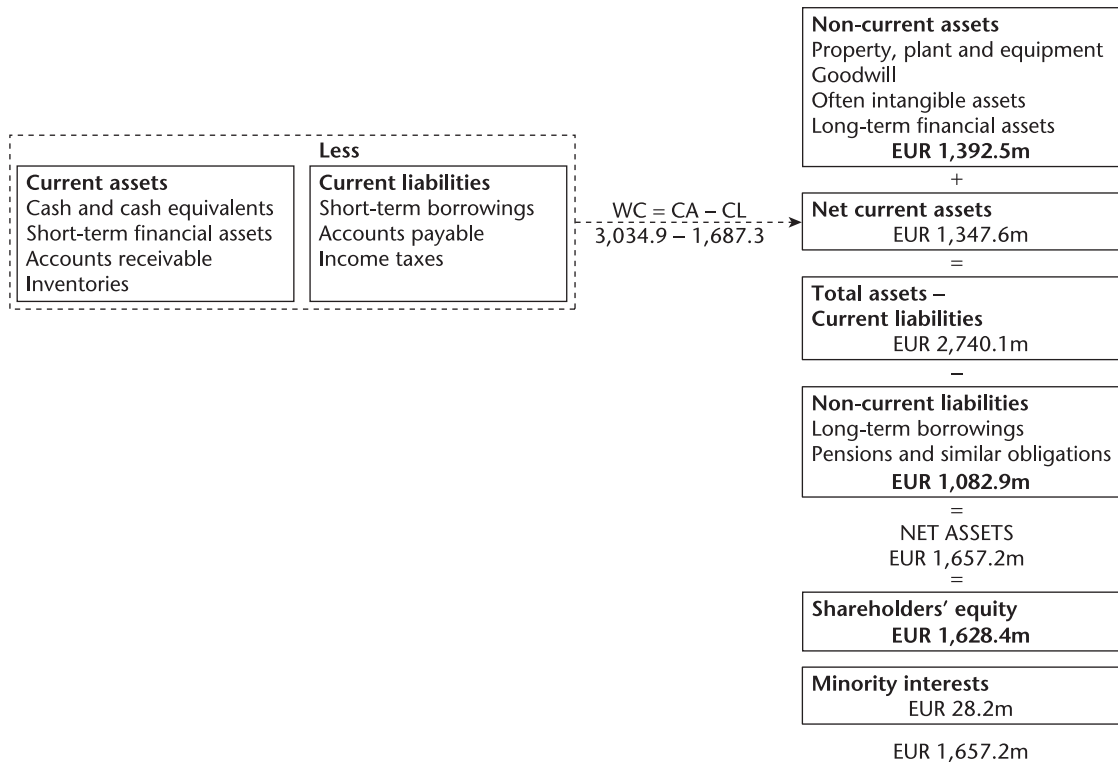 Less
Current assets
Cash and cash equivalents
Short-term financial assets
Accounts receivable
Inventories
Current liabilities
Short-term borrowings
Accounts payable
Income taxes
WC = CA – CL
3,034.9 – 1,687.3
Non-current assets
Property, plant and equipment
Goodwill
Often intangible assets
Long-term financial assets
EUR 1,392.5m
+
Net current assets
EUR 1,347.6m
=
Total assets –
Current liabilities
EUR 2,740.1m
–
Non-current liabilities
Long-term borrowings
Pensions and similar obligations
EUR 1,082.9m
=
NET ASSETS
EUR 1,657.2m
=
Shareholders’ equity
EUR 1,628.4m
Minority interests
EUR 28.2m
EUR 1,657.2m